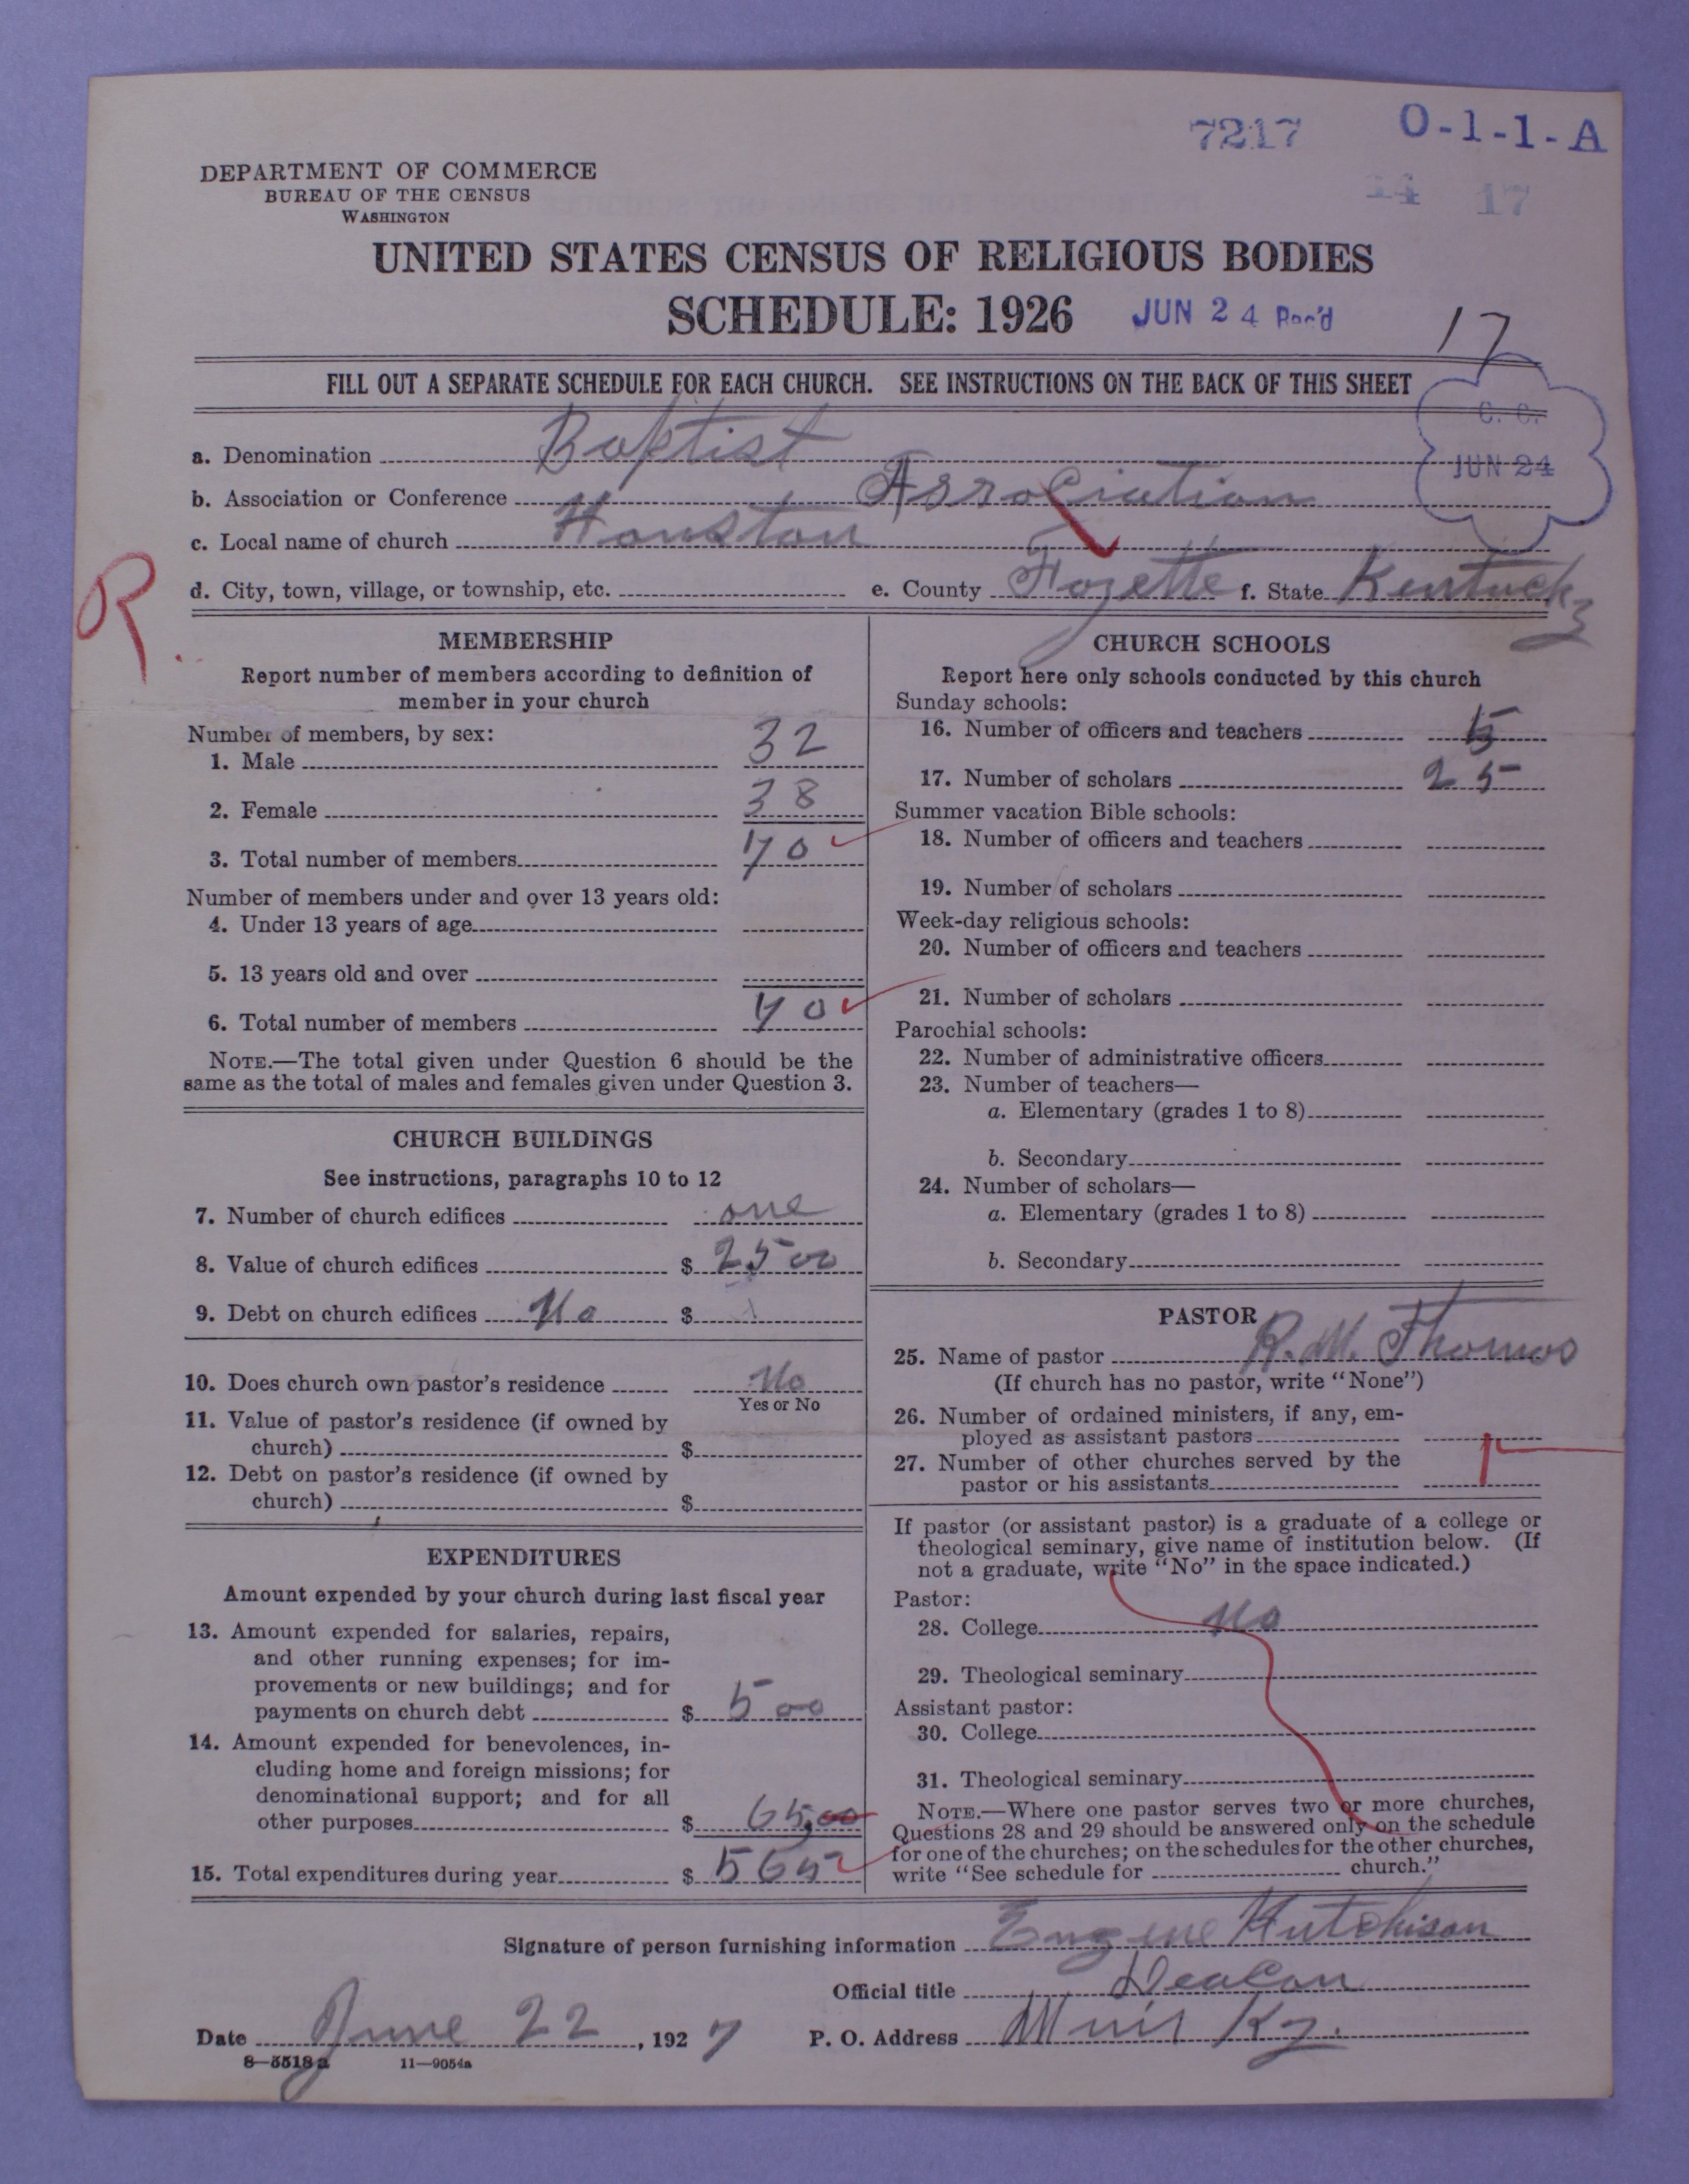 7217 O-1-1-A
14 17
DEPARTMENT OF COMMERCE
BUREAU OF THE CENSUS
WASHINGTON
UNITED STATES CENSUS OF RELIGIOUS BODIES
SCHEDULE: 1926 JUN 24 Rec'd
17
FILL OUT A SEPARATE SCHEDULE FOR EACH CHURCH. SEE INSTRUCTIONS ON THE BACK OF THIS SHEET
C. C.
JUN 24
a. Denomination Baptist
b. Association or Conference Association
c. Local name of church Houston
d. City, town, village, or township, etc. e. County Fayette f. State Kentucky
R.
MEMBERSHIP
Report number of members according to definition of
member in your church
Number of members, by sex:
1. Male 32
2. Female 38
3. Total number of members 70
Number of members under and over 13 years old:
4. Under 13 years of age
5. 13 years old and over
6. Total number of members 70
NOTE.—The total given under Question 6 should be the
same as the total of males and females given under Question 3.
CHURCH BUILDINGS
See instructions, paragraphs 10 to 12
7. Number of church edifices one
8. Value of church edifices $ 2500
9. Debt on church edifices No $
10. Does church own pastor's residence No
Yes or No
11. Value of pastor's residence (if owned by
church) $
12. Debt on pastor's residence (if owned by
church) $
EXPENDITURES
Amount expended by your church during last fiscal year
13. Amount expended for salaries, repairs,
and other running expenses; for im-
provements or new buildings; and for
payments on church debt $ 500
14. Amount expended for benevolences, in-
cluding home and foreign missions; for
denominational support; and for all
other purposes $ 65,00
15. Total expenditures during year $ 565
CHURCH SCHOOLS
Report here only schools conducted by this church
Sunday schools:
16. Number of officers and teachers 5
17. Number of scholars 25
Summer vacation Bible schools:
18. Number of officers and teachers
19. Number of scholars
Week-day religious schools:
20. Number of officers and teachers
21. Number of scholars
Parochial schools:
22. Number of administrative officers
23. Number of teachers—
a. Elementary (grades 1 to 8)
b. Secondary
24. Number of scholars—
a. Elementary (grades 1 to 8)
b. Secondary
PASTOR
25. Name of pastor R. M. Thomas
(If church has no pastor, write "None")
26. Number of ordained ministers, if any, em-
ployed as assistant pastors
27. Number of other churches served by the
pastor or his assistants
If pastor (or assistant pastor) is a graduate of a college or
theological seminary, give name of institution below. (If
not a graduate, write "No" in the space indicated.)
Pastor:
28. College No
29. Theological seminary
Assistant pastor:
30. College
31. Theological seminary
NOTE.—Where one pastor serves two or more churches,
Questions 28 and 29 should be answered only on the schedule
for one of the churches; on the schedules for the other churches,
write "See schedule for church."
Signature of person furnishing information Eugene Hutchison
Official title Deacon
Date June 22, 1927 P. O. Address Muir Ky.
8—5518a 11—9054a